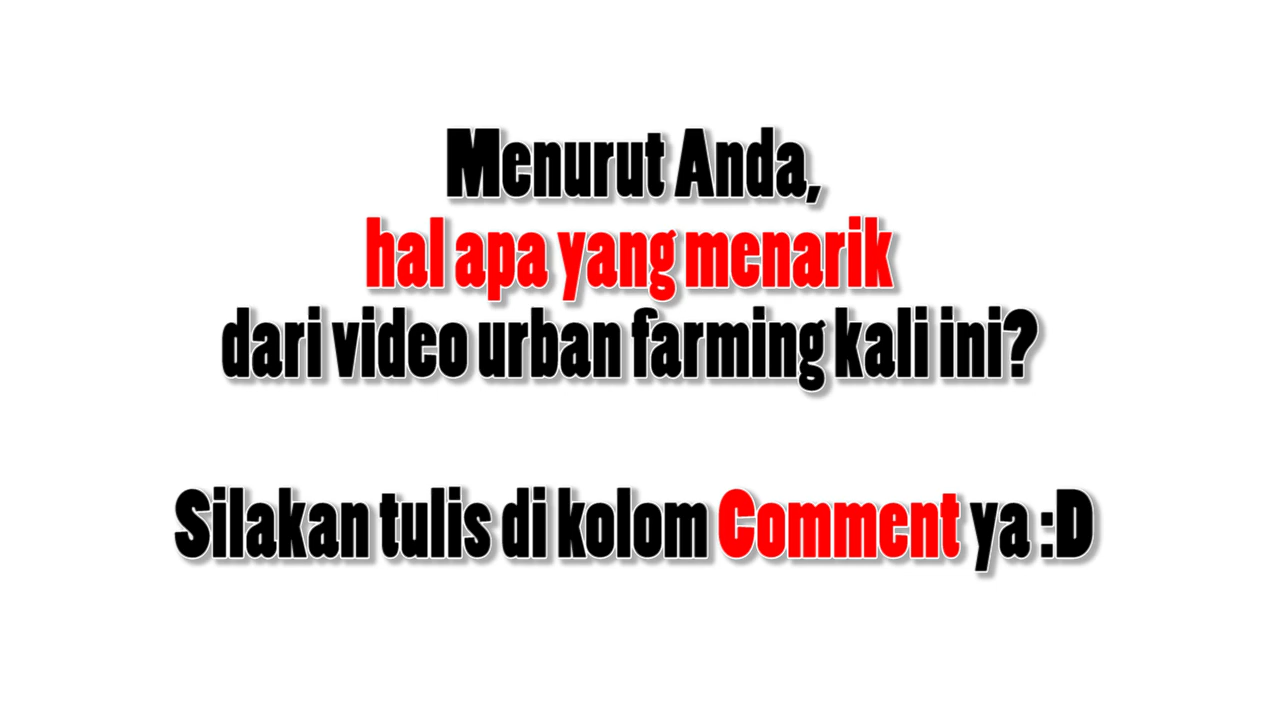 Menurut Anda,
hal apa yang menarik
dari video urban farming kali ini?
Silakan tulis di kolom Comment ya :D